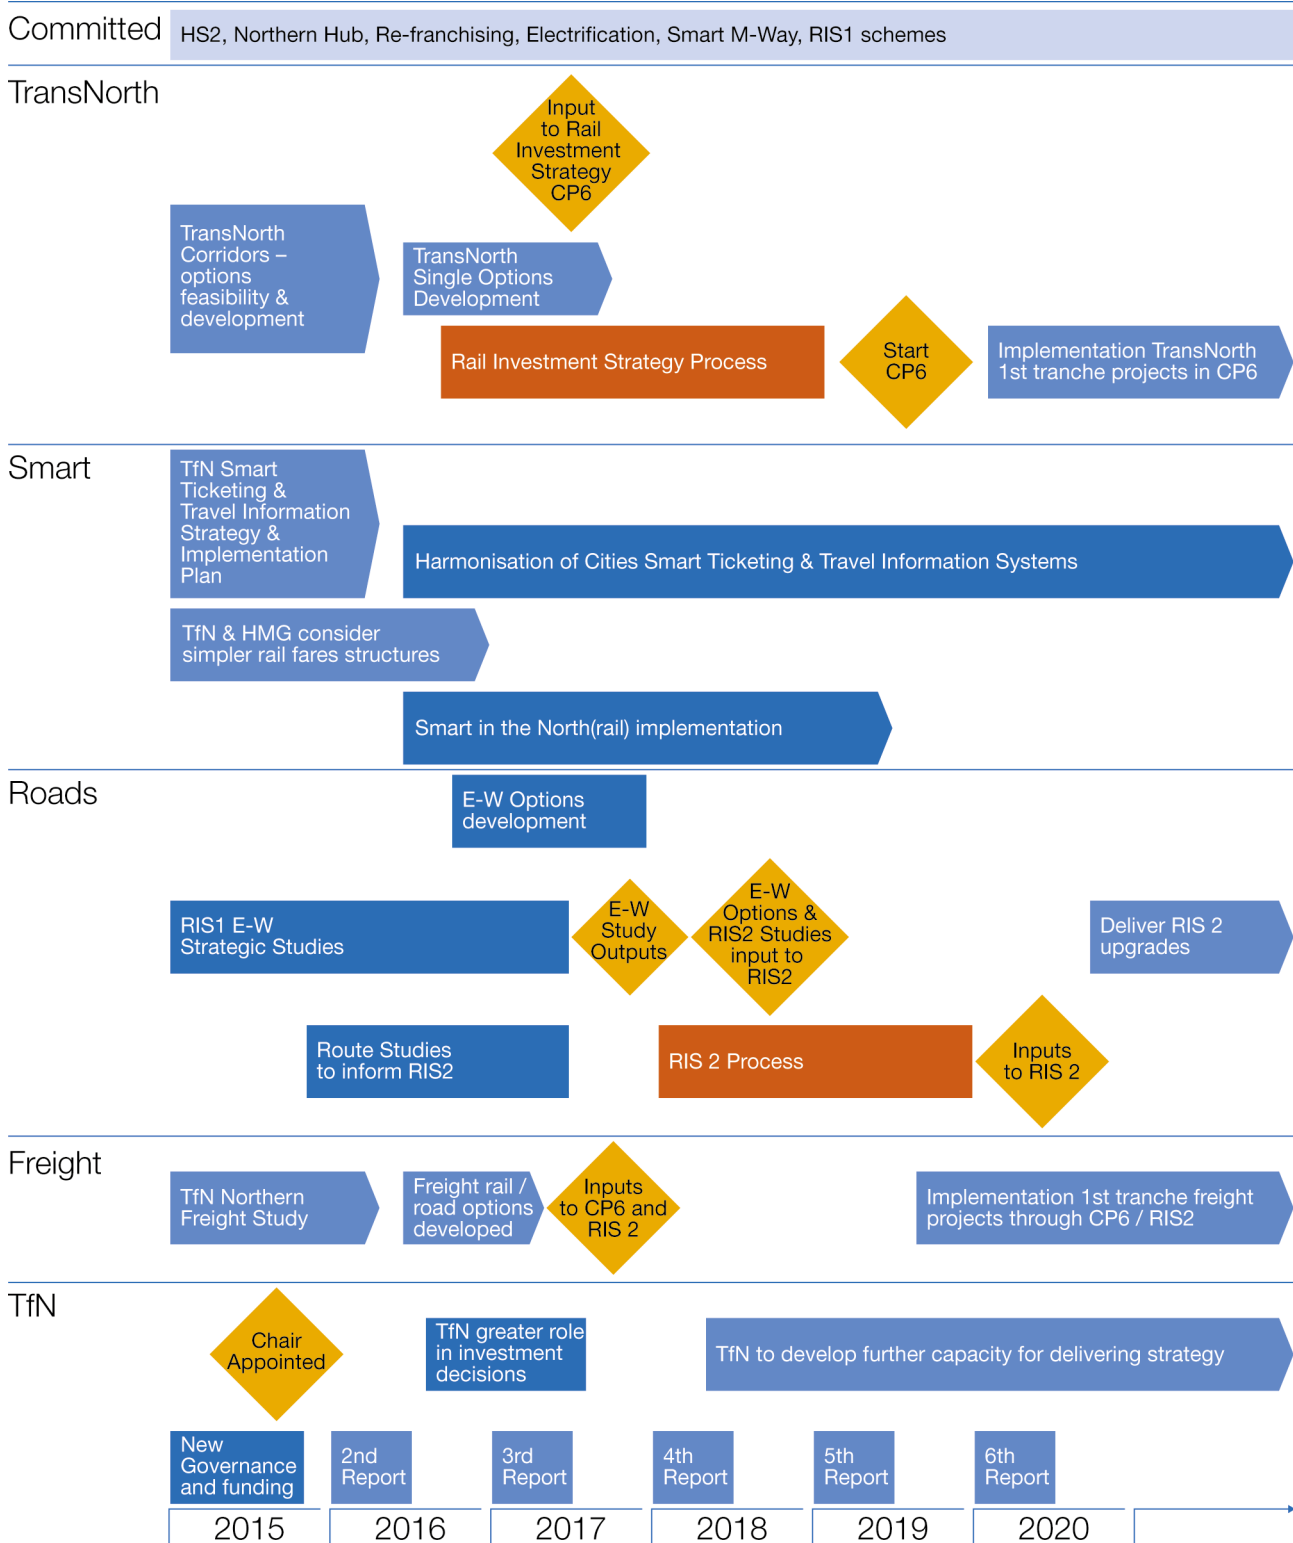 Committed
HS2, Northern Hub, Re-franchising, Electrification, Smart M-Way, RIS1 schemes
TransNorth
Input
to Rail
Investment
Strategy
CP6
TransNorth
Corridors –
options
feasibility &
development
TransNorth
Single Options
Development
Rail Investment Strategy Process
Start
CP6
Implementation TransNorth
1st tranche projects in CP6
Smart
TfN Smart
Ticketing &
Travel Information
Strategy &
Implementation
Plan
Harmonisation of Cities Smart Ticketing & Travel Information Systems
TfN & HMG consider
simpler rail fares structures
Smart in the North(rail) implementation
Roads
E-W Options
development
RIS1 E-W
Strategic Studies
E-W
Study
Outputs
E-W
Options &
RIS2 Studies
input to
RIS2
Deliver RIS 2
upgrades
Route Studies
to inform RIS2
RIS 2 Process
Inputs
to RIS 2
Freight
TfN Northern
Freight Study
Freight rail /
road options
developed
Inputs
to CP6 and
RIS 2
Implementation 1st tranche freight
projects through CP6 / RIS2
TfN
Chair
Appointed
TfN greater role
in investment
decisions
TfN to develop further capacity for delivering strategy
New
Governance
and funding
2nd
Report
3rd
Report
4th
Report
5th
Report
6th
Report
2015
2016
2017
2018
2019
2020